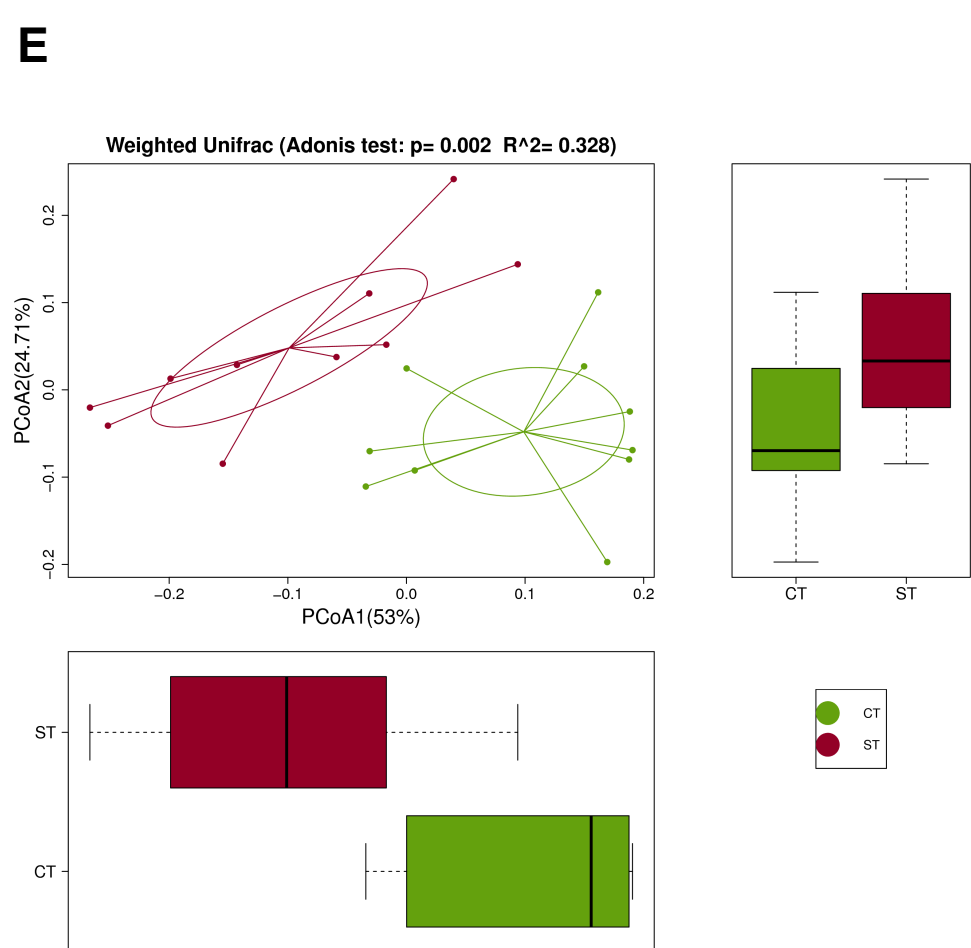 E
Weighted Unifrac (Adonis test: p= 0.002  R^2= 0.328)
PCoA2(24.71%)
0.2
0.1
0.0
−0.1
−0.2
−0.2 −0.1 0.0 0.1 0.2
PCoA1(53%)
CT ST
ST
CT
CT
ST